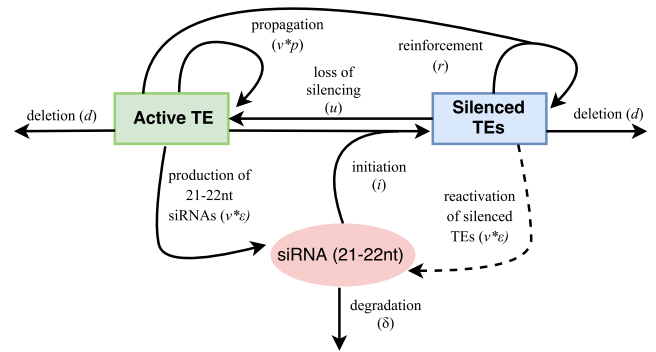 propagation
(v*p)
reinforcement
(r)
loss of
silencing
(u)
deletion (d)
Active TE
Silenced
TEs
deletion (d)
production of
21-22nt
siRNAs (v*ε)
initiation
(i)
reactivation
of silenced
TEs (v*ε)
siRNA (21-22nt)
degradation
(δ)